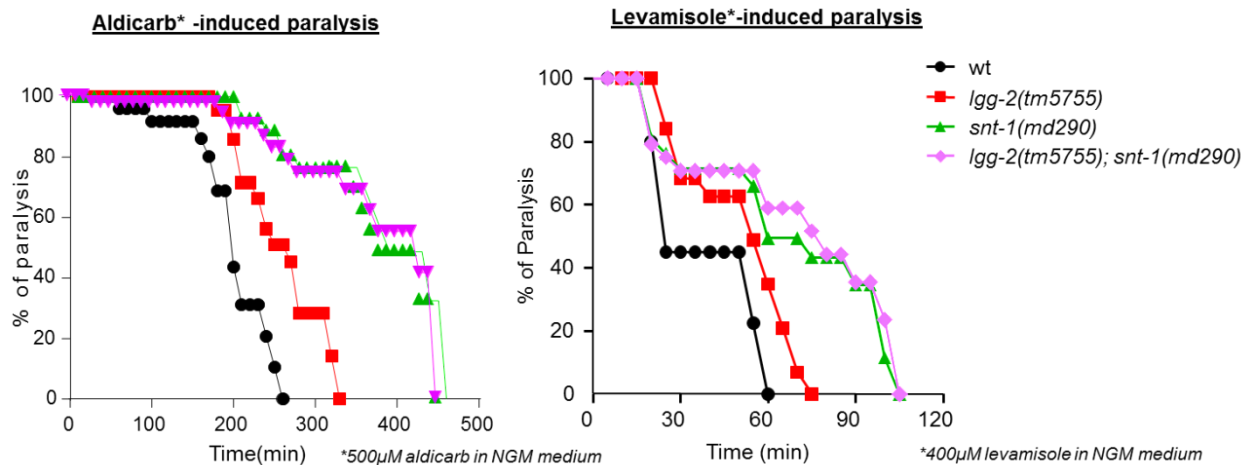 Aldicarb* -induced paralysis
% of paralysis
100
80
60
40
20
0
0
100
200
300
400
500
Time(min)
*500µM aldicarb in NGM medium
Levamisole*-induced paralysis
% of Paralysis
100
80
60
40
20
0
0
30
60
90
120
Time (min)
*400µM levamisole in NGM medium
wt
lgg-2(tm5755)
snt-1(md290)
lgg-2(tm5755); snt-1(md290)